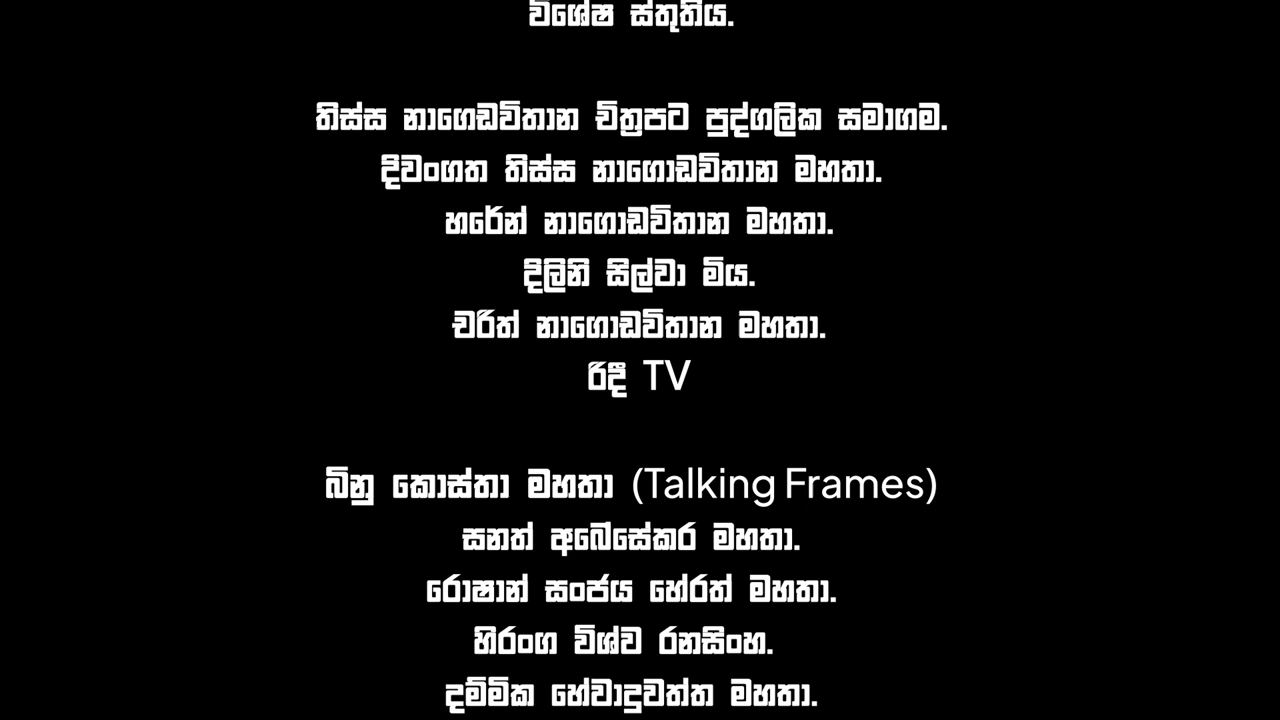 විශේෂ ස්තූතිය.
තිස්ස නාගෙඩවිතාන චිත්‍රපට පුද්ගලික සමාගම.
දිවංගත තිස්ස නාගොඩවිතාන මහතා.
හරේන් නාගොඩවිතාන මහතා.
දිලිනි සිල්වා මිය.
චරිත් නාගොඩවිතාන මහතා.
රිදී TV
බිනු කොස්තා මහතා (Talking Frames)
සනත් අබේසේකර මහතා.
රොෂාන් සංජය හේරත් මහතා.
හිරංග විශ්ව රනසිංහ.
දම්මික හේවාදුවත්ත මහතා.